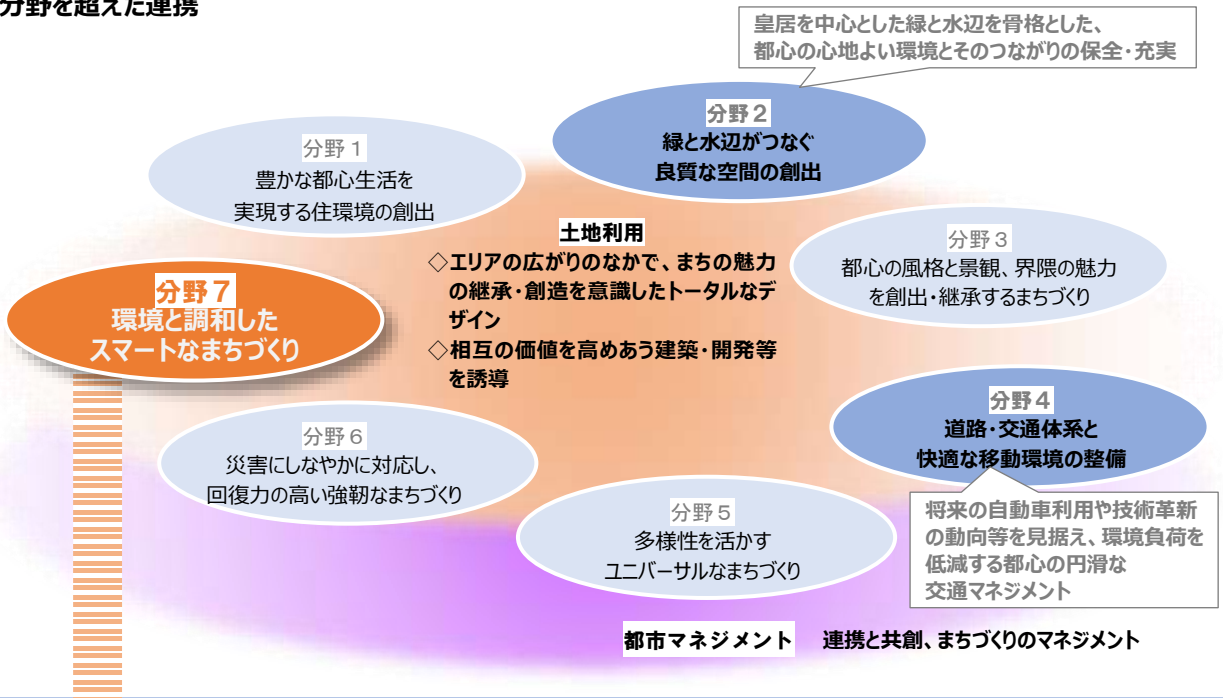 分野を超えた連携
皇居を中心とした緑と水辺を骨格とした、
都心の心地よい環境とそのつながりの保全・充実
分野２
緑と水辺がつなぐ
良質な空間の創出
分野１
豊かな都心生活を
実現する住環境の創出
土地利用
◇エリアの広がりのなかで、まちの魅力
の継承・創造を意識したトータルなデ
ザイン
◇相互の価値を高めあう建築・開発等
を誘導
分野３
都心の風格と景観、界隈の魅力
を創出・継承するまちづくり
分野７
環境と調和した
スマートなまちづくり
分野４
道路・交通体系と
快適な移動環境の整備
将来の自動車利用や技術革新
の動向等を見据え、環境負荷を
低減する都心の円滑な
交通マネジメント
分野６
災害にしなやかに対応し、
回復力の高い強靭なまちづくり
分野５
多様性を活かす
ユニバーサルなまちづくり
都市マネジメント　連携と共創、まちづくりのマネジメント